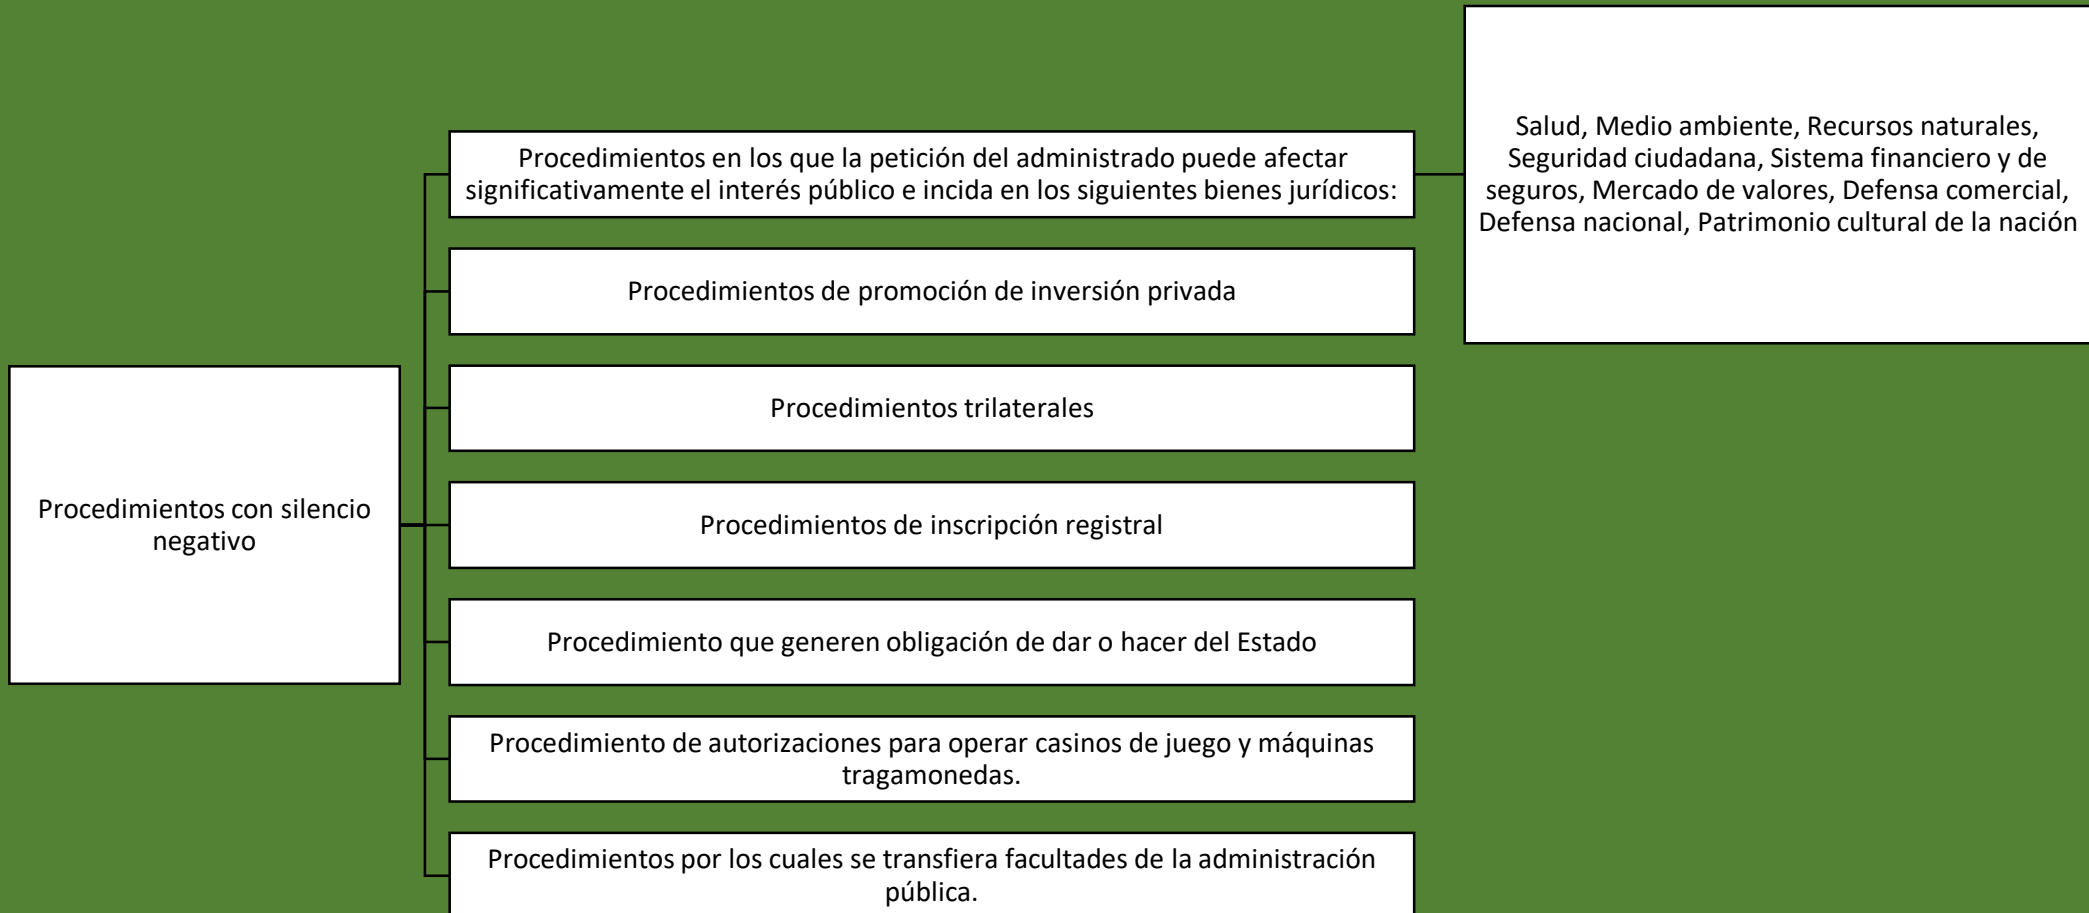 Procedimientos con silencio
negativo
Procedimientos en los que la petición del administrado puede afectar
significativamente el interés público e incida en los siguientes bienes jurídicos:
Salud, Medio ambiente, Recursos naturales,
Seguridad ciudadana, Sistema financiero y de
seguros, Mercado de valores, Defensa comercial,
Defensa nacional, Patrimonio cultural de la nación
Procedimientos de promoción de inversión privada
Procedimientos trilaterales
Procedimientos de inscripción registral
Procedimiento que generen obligación de dar o hacer del Estado
Procedimiento de autorizaciones para operar casinos de juego y máquinas
tragamonedas.
Procedimientos por los cuales se transfiera facultades de la administración
pública.